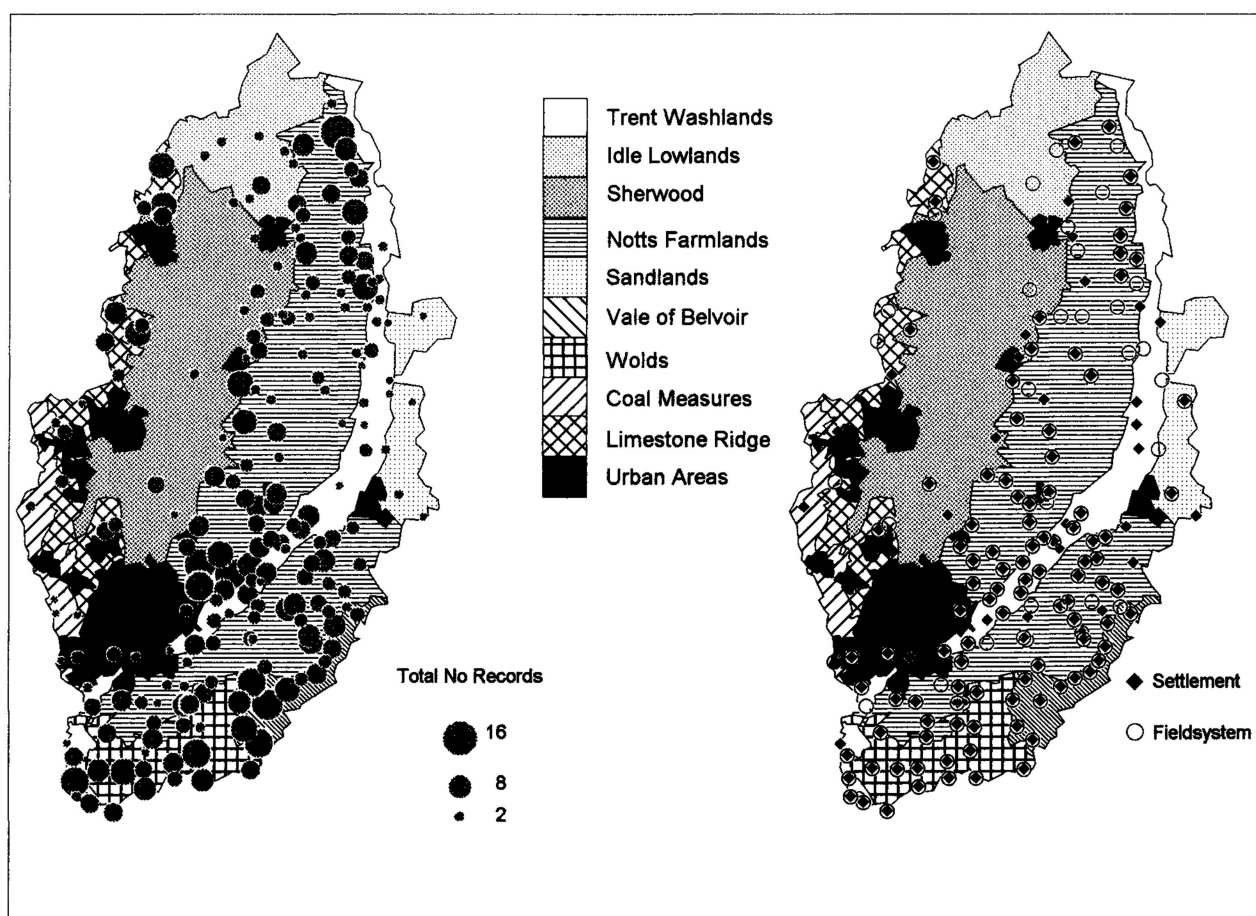 Trent Washlands
Idle Lowlands
Sherwood
Notts Farmlands
Sandlands
Vale of Belvoir
Wolds
Coal Measures
Limestone Ridge
Urban Areas
Total No Records
16
8
2
Settlement
Fieldsystem